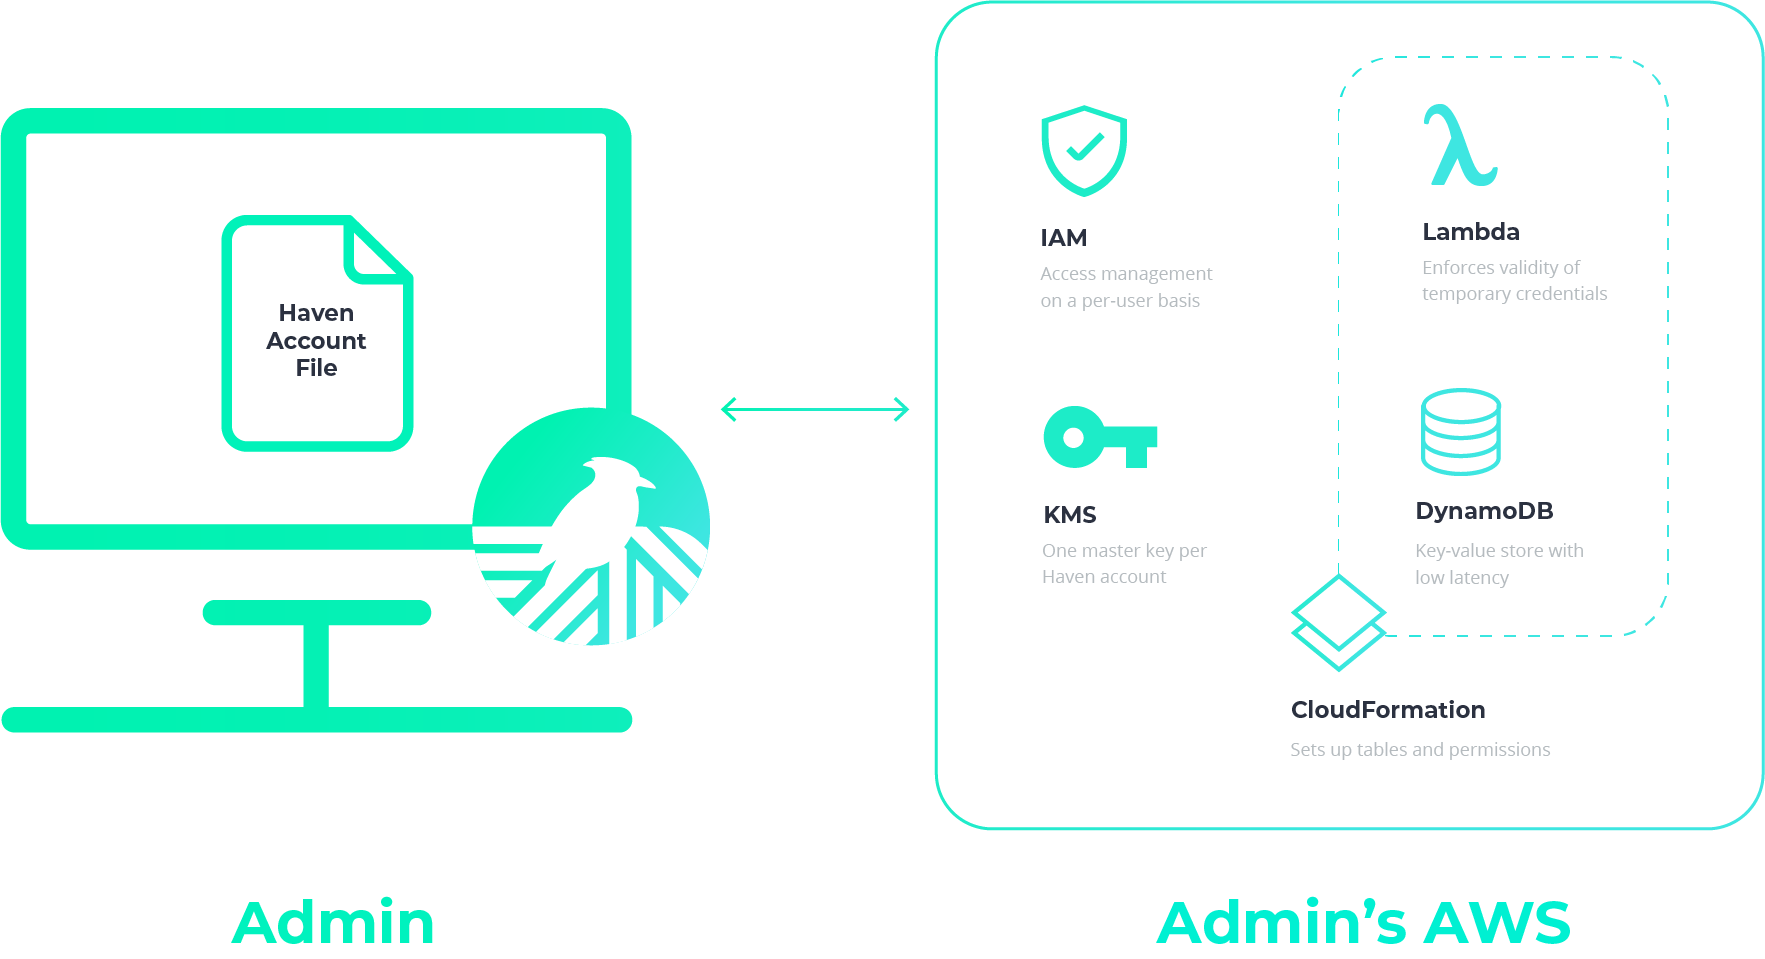 Haven
Account
File
Admin
IAM
Access management
on a per-user basis
Lambda
Enforces validity of
temporary credentials
KMS
One master key per
Haven account
DynamoDB
Key-value store with
low latency
CloudFormation
Sets up tables and permissions
Admin’s AWS